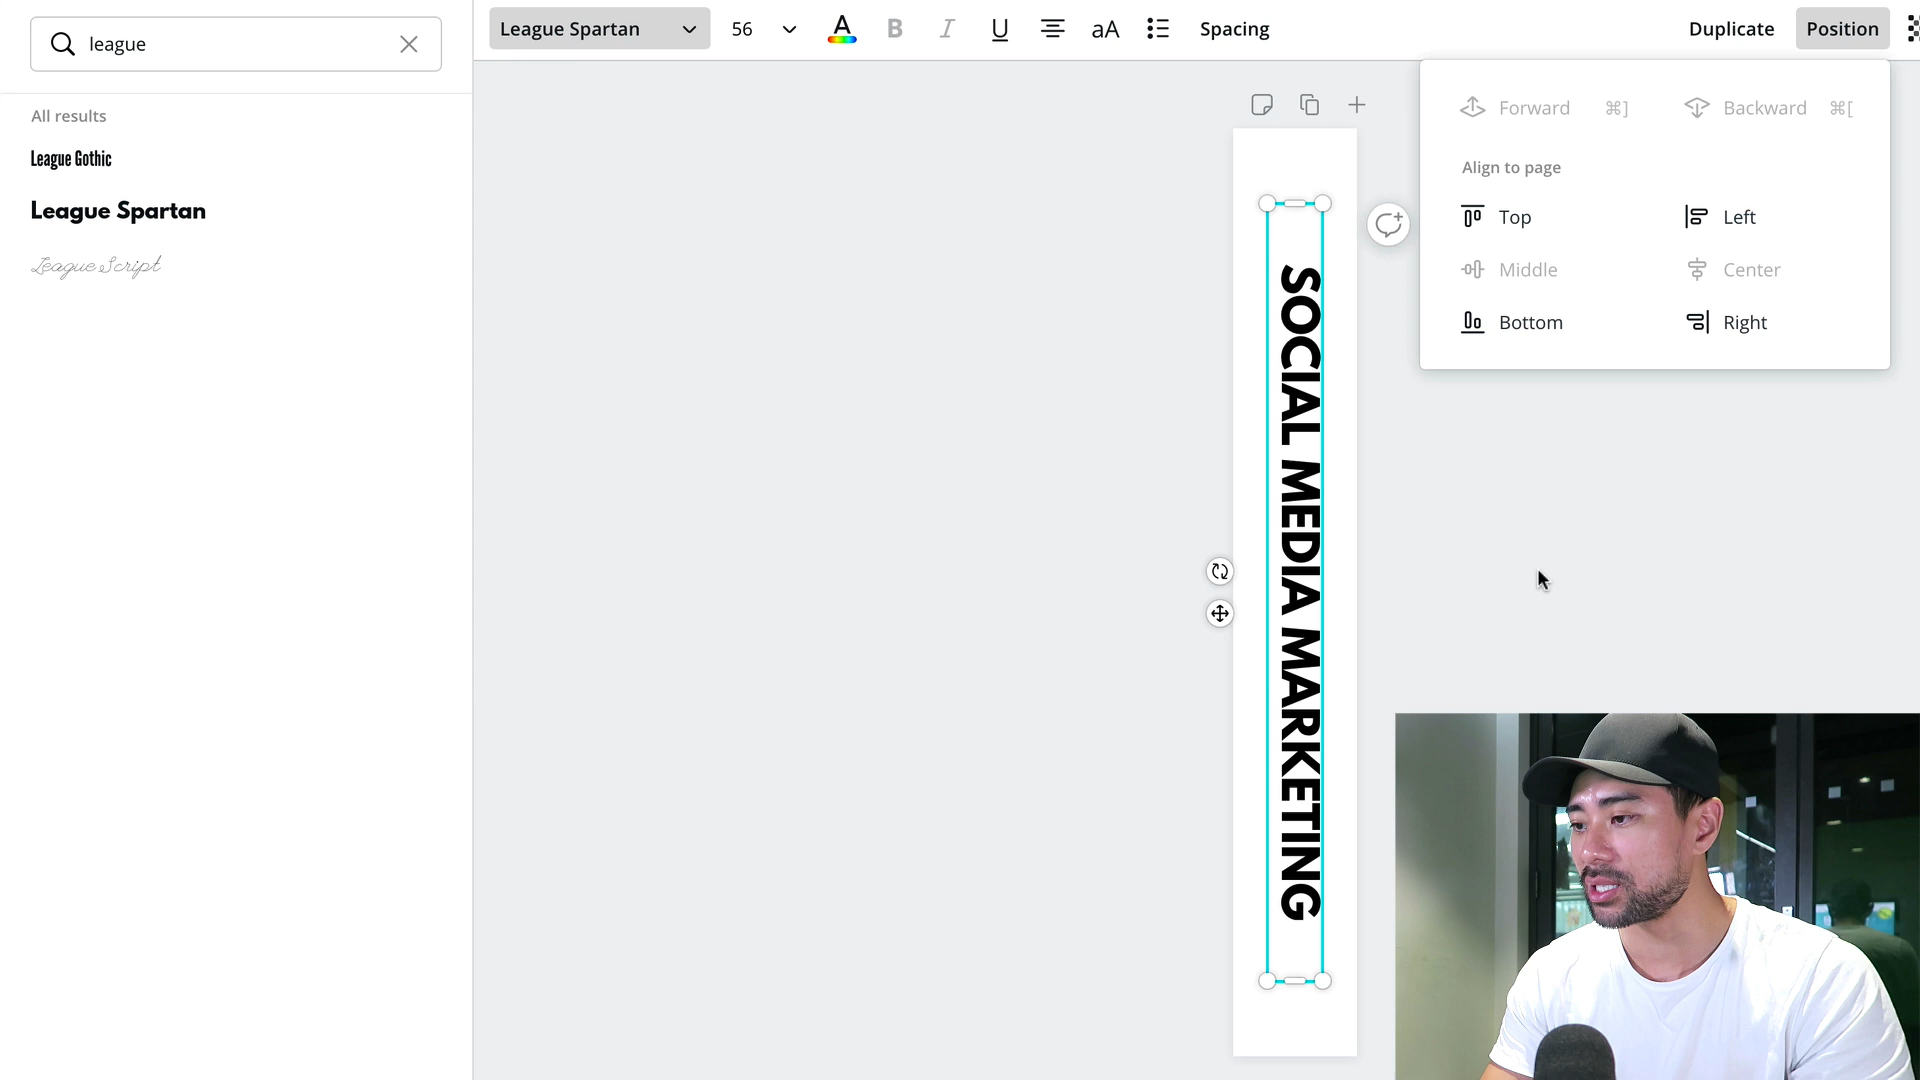 league
League Spartan
56
A
B
I
U
aA
Spacing
Duplicate
Position
All results
League Gothic
League Spartan
League Script
Forward ⌘]
Backward ⌘[
Align to page
Top
Left
Middle
Center
Bottom
Right
SOCIAL MEDIA MARKETING